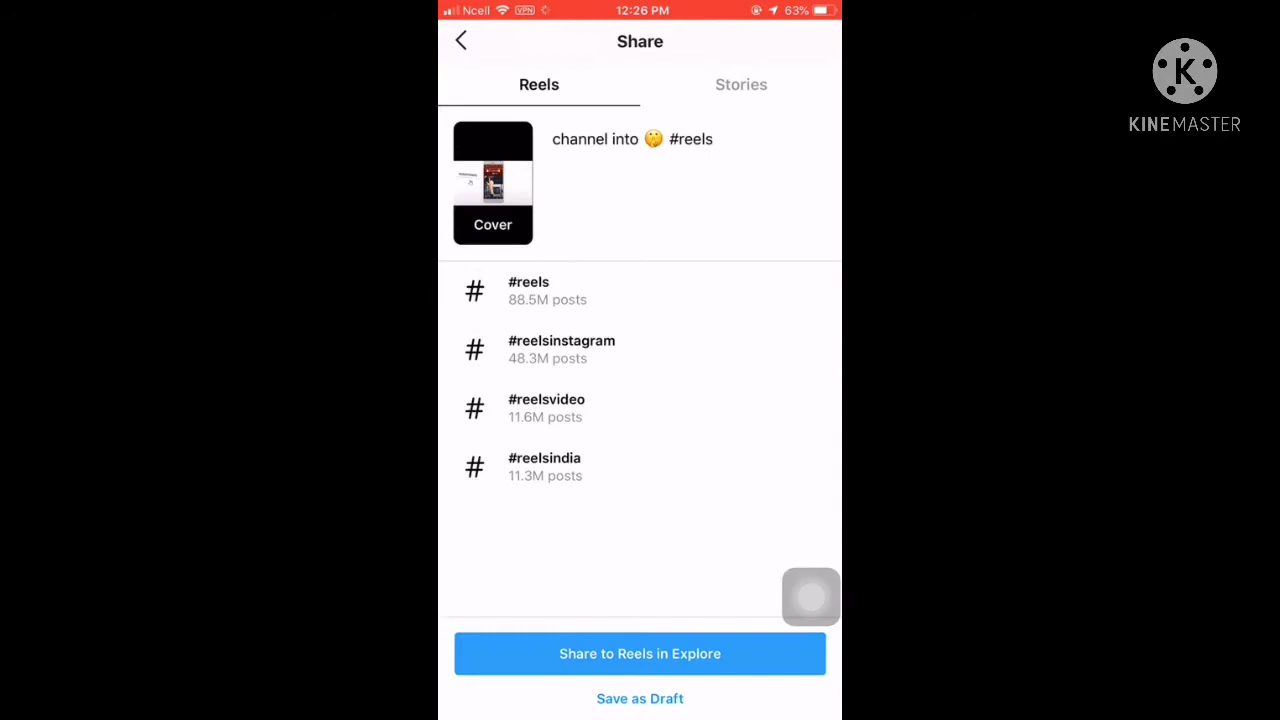 Ncell VPN 12:26 PM 63%
Share
Reels Stories
channel into 🤫 #reels
Cover
#reels
88.5M posts
#reelsinstagram
48.3M posts
#reelsvideo
11.6M posts
#reelsindia
11.3M posts
Share to Reels in Explore
Save as Draft
K
KINEMASTER